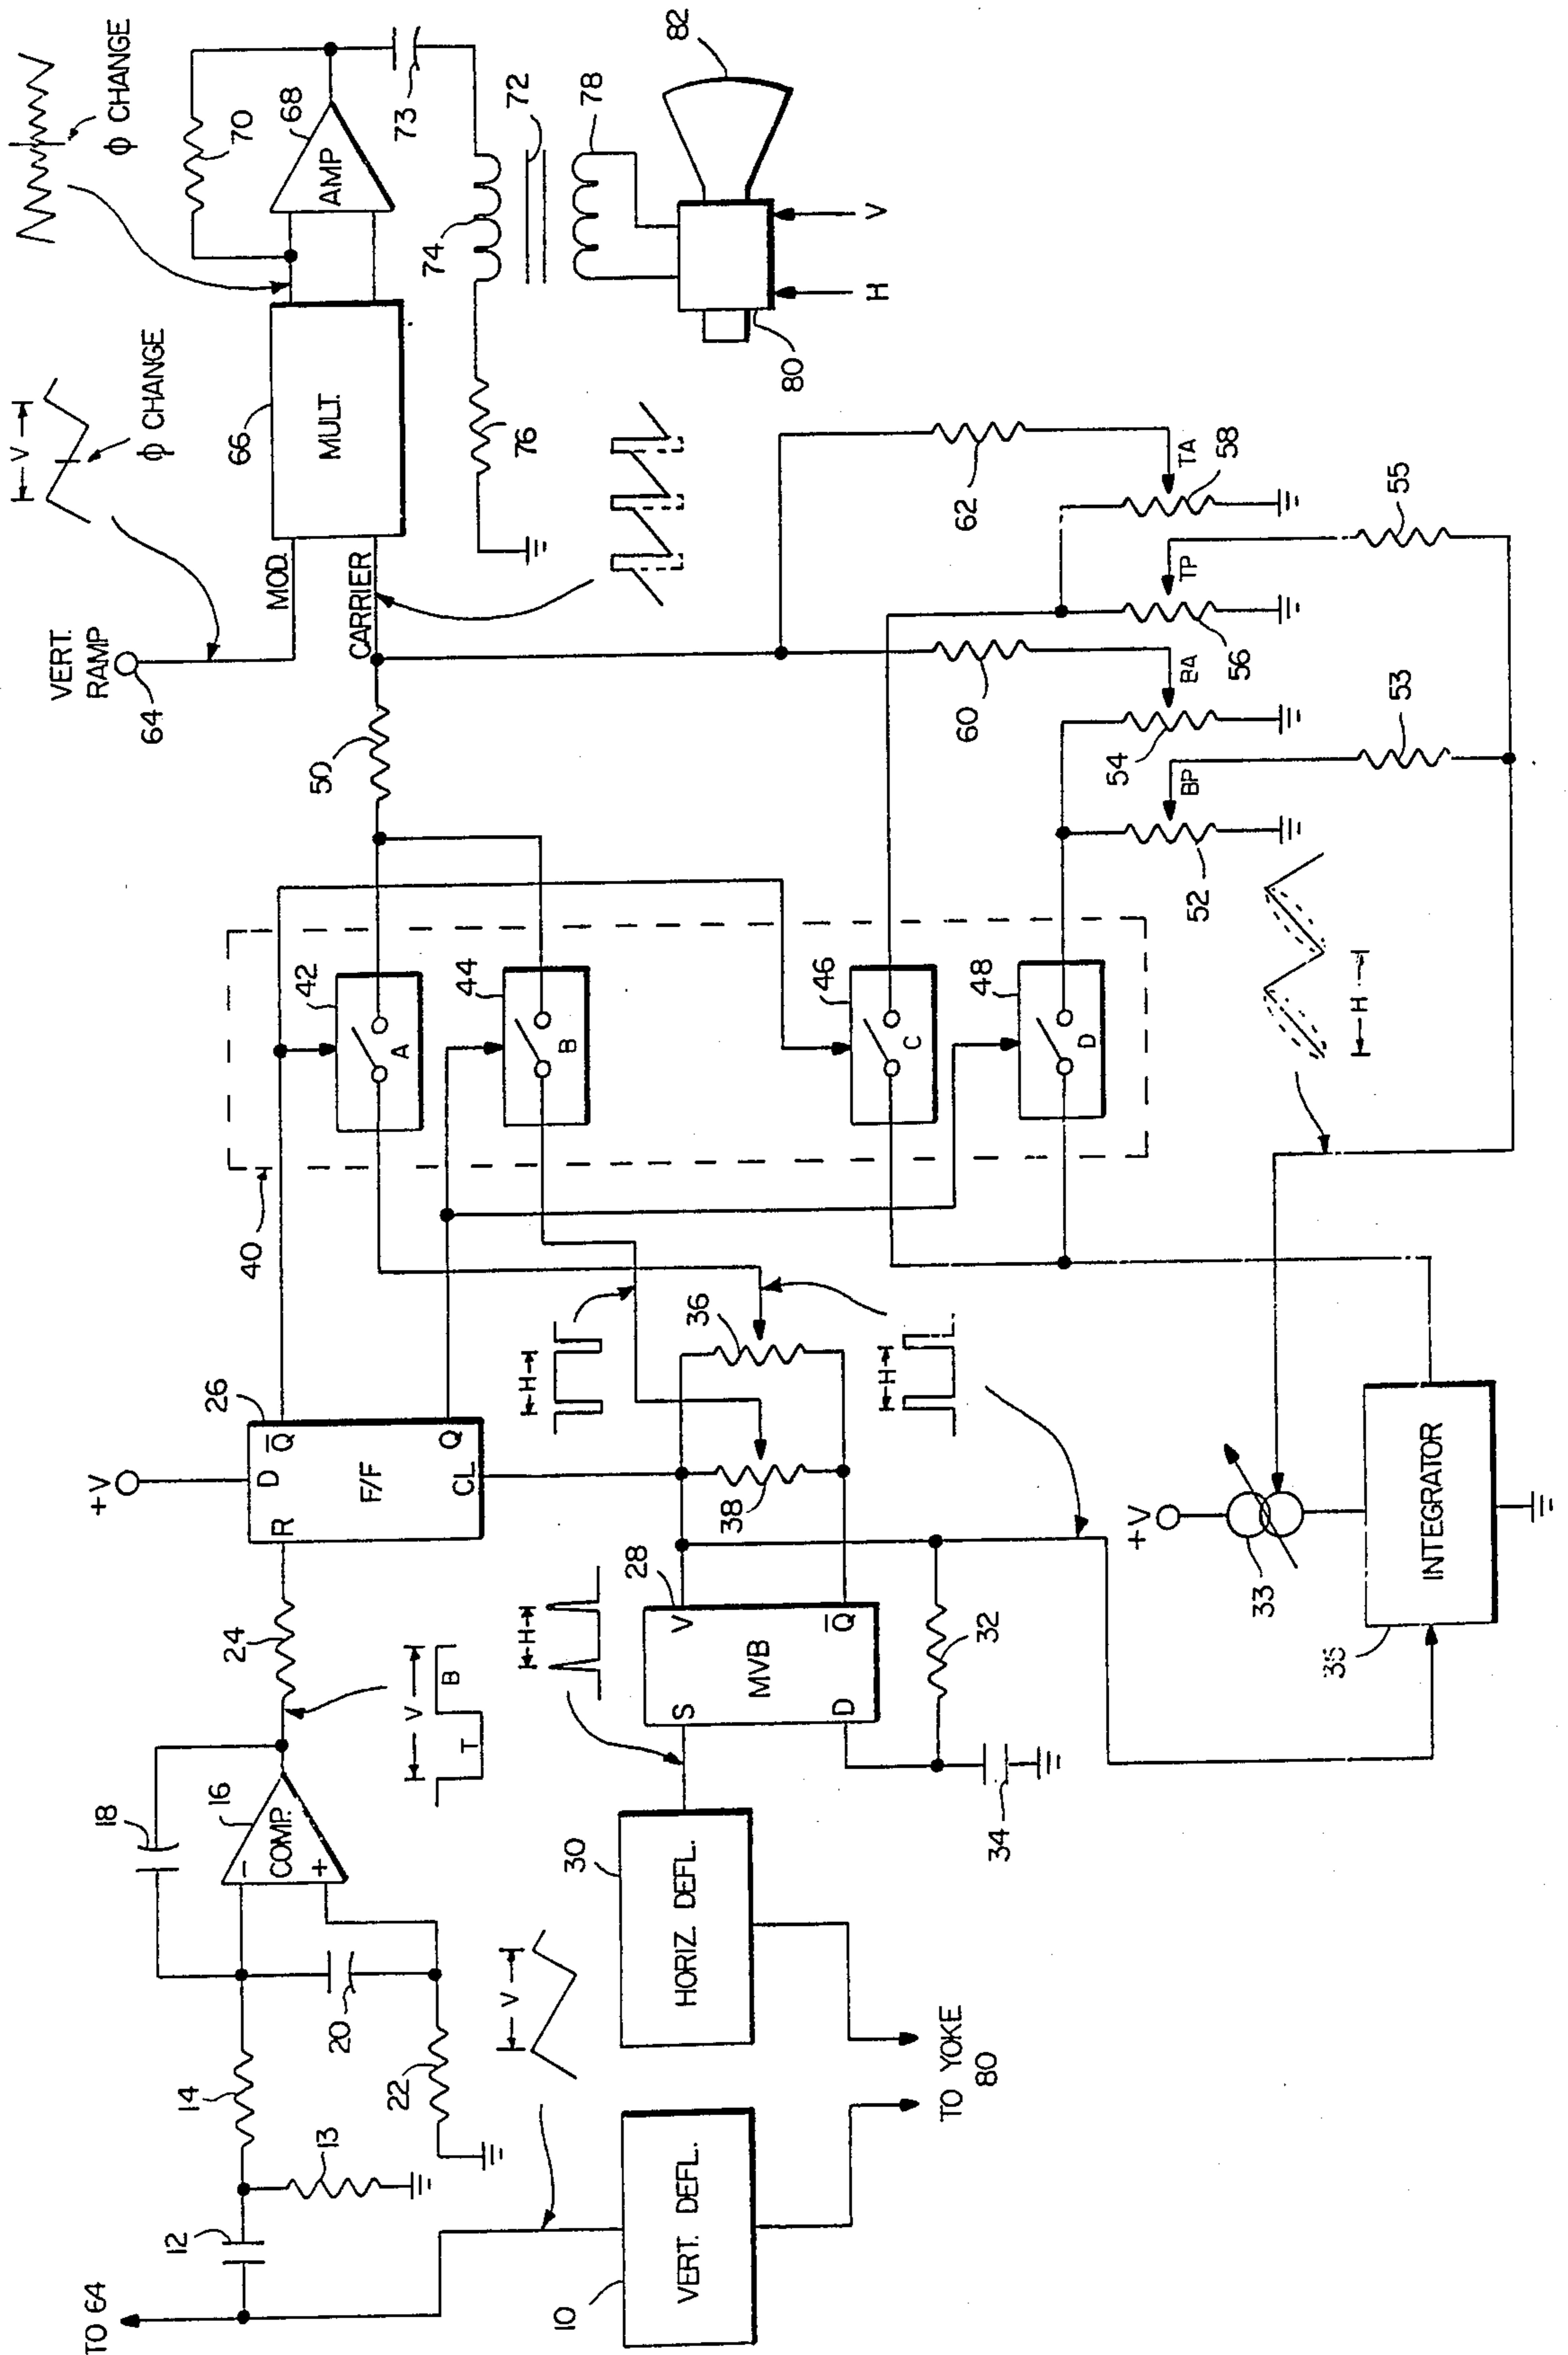 TO 64
12
13
14
18
20
22
COMP.
-
+
16
24
V
T
B
+V
R
D
Q̅
F/F
CL
Q
26
40
42
A
44
B
46
C
48
D
50
VERT.
RAMP
64
V
ϕ CHANGE
MOD.
CARRIER
66
MULT.
ϕ CHANGE
70
68
AMP
73
74
72
76
78
80
82
H
V
10
VERT. DEFL.
V
30
HORIZ. DEFL.
TO YOKE
80
H
28
S
V
MVB
D
Q̅
32
34
38
36
H
H
+V
33
INTEGRATOR
H
52
BP
54
BA
53
60
56
TP
58
TA
55
62